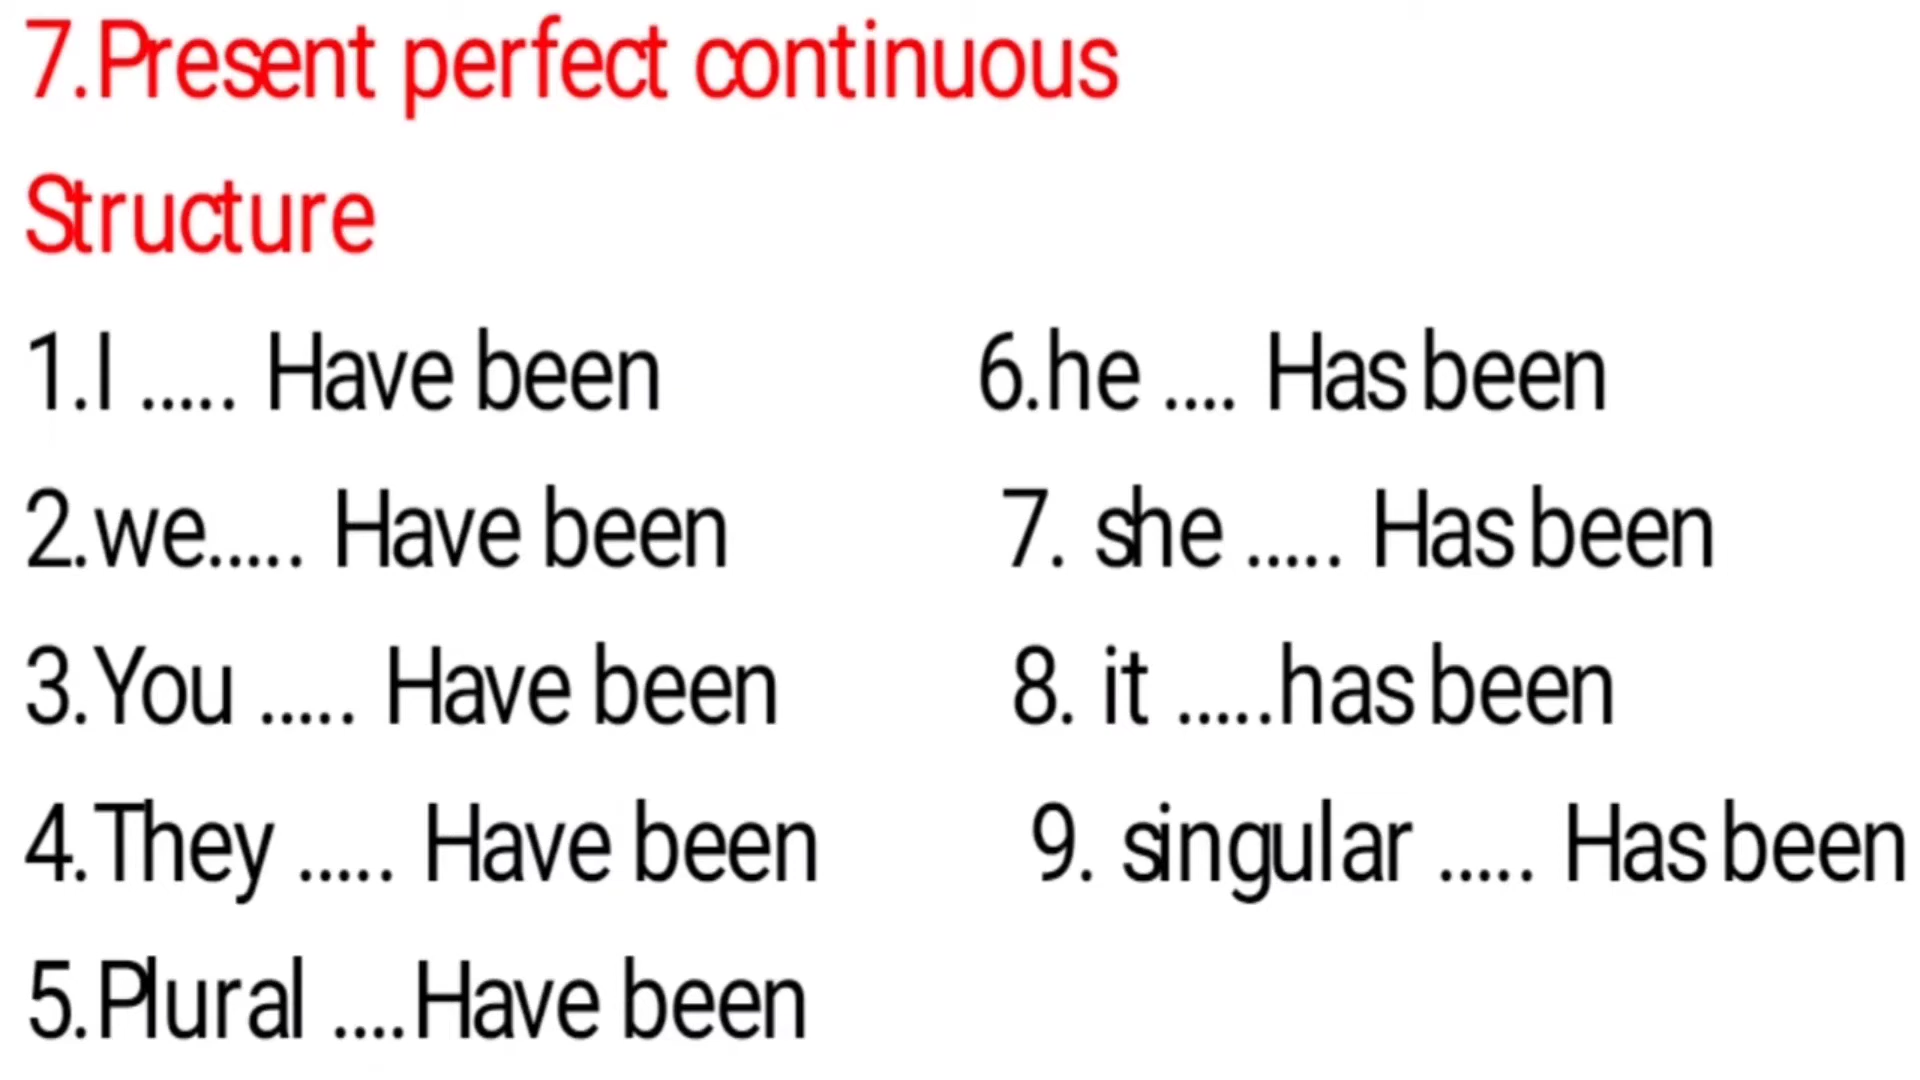 7.Present perfect continuous
Structure
1.I ..... Have been
2.we..... Have been
3.You ..... Have been
4.They ..... Have been
5.Plural ....Have been
6.he .... Has been
7. she ..... Has been
8. it .....has been
9. singular ..... Has been